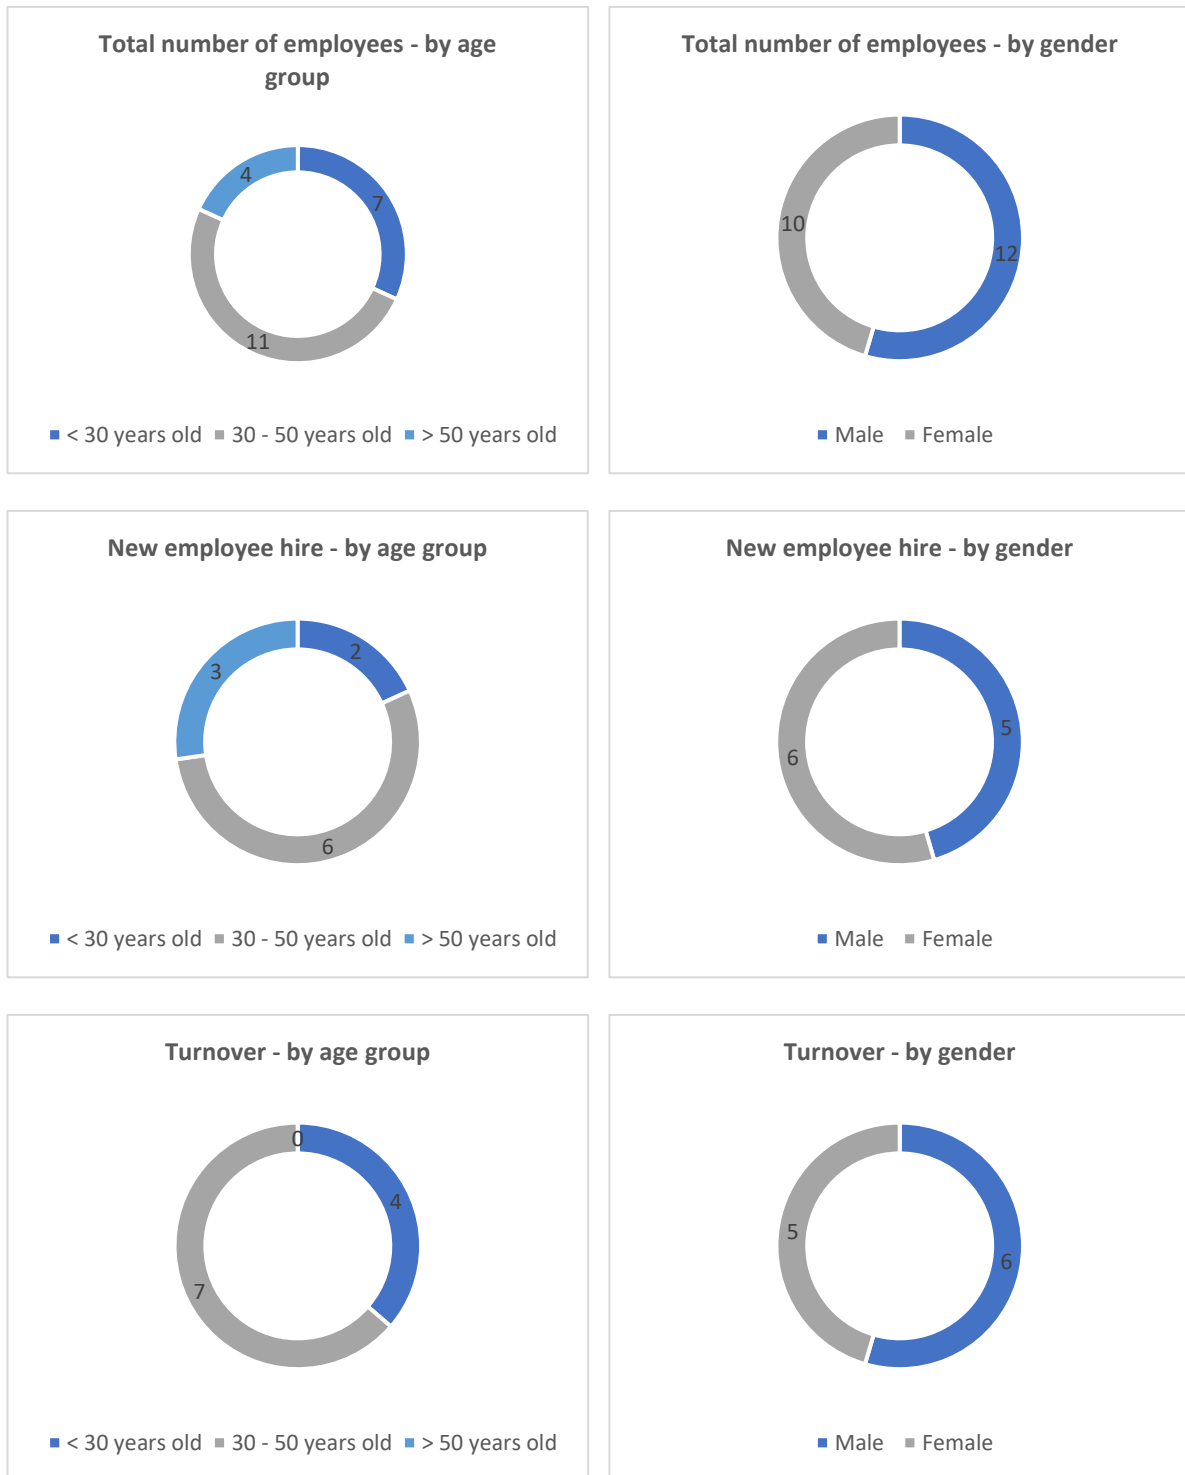 Total number of employees - by age
group
4
7
11
< 30 years old 30 - 50 years old > 50 years old
Total number of employees - by gender
10
12
Male Female
New employee hire - by age group
3
2
6
< 30 years old 30 - 50 years old > 50 years old
New employee hire - by gender
5
6
Male Female
Turnover - by age group
0
4
7
< 30 years old 30 - 50 years old > 50 years old
Turnover - by gender
5
6
Male Female